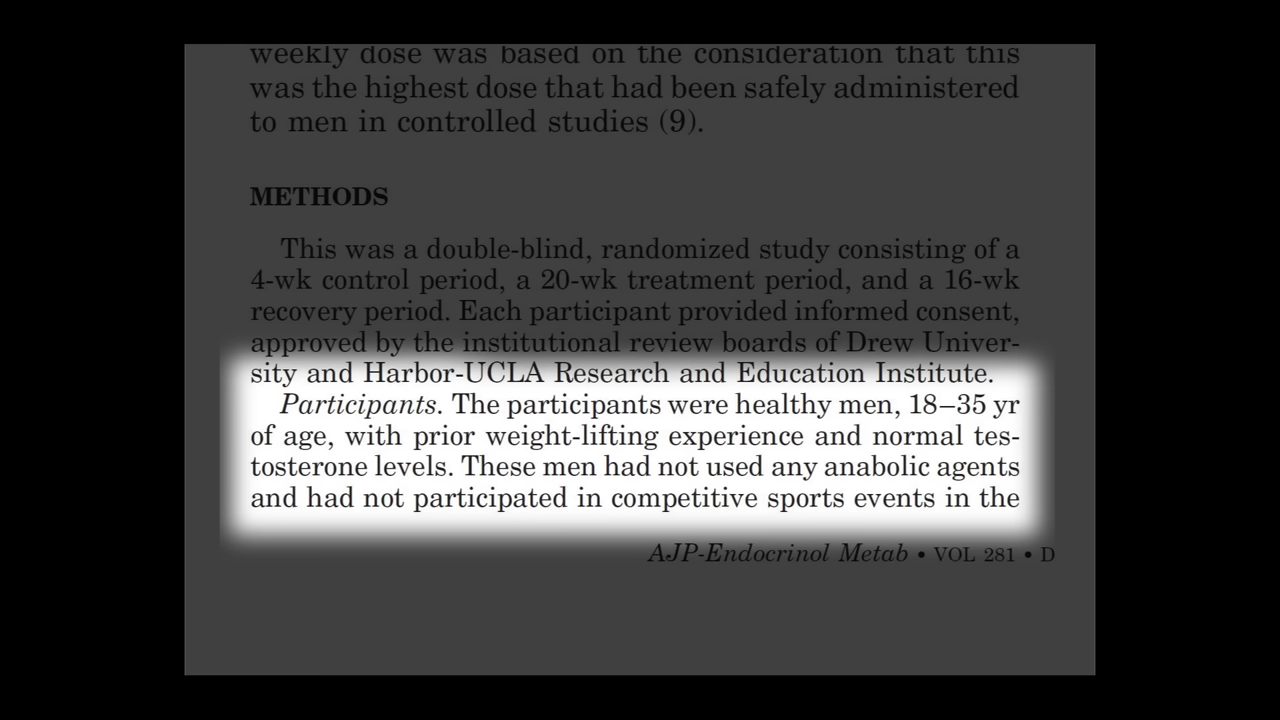 weekly dose was based on the consideration that this
was the highest dose that had been safely administered
to men in controlled studies (9).
METHODS
This was a double-blind, randomized study consisting of a
4-wk control period, a 20-wk treatment period, and a 16-wk
recovery period. Each participant provided informed consent,
approved by the institutional review boards of Drew Univer-
sity and Harbor-UCLA Research and Education Institute.
Participants. The participants were healthy men, 18–35 yr
of age, with prior weight-lifting experience and normal tes-
tosterone levels. These men had not used any anabolic agents
and had not participated in competitive sports events in the
AJP-Endocrinol Metab • VOL 281 • D